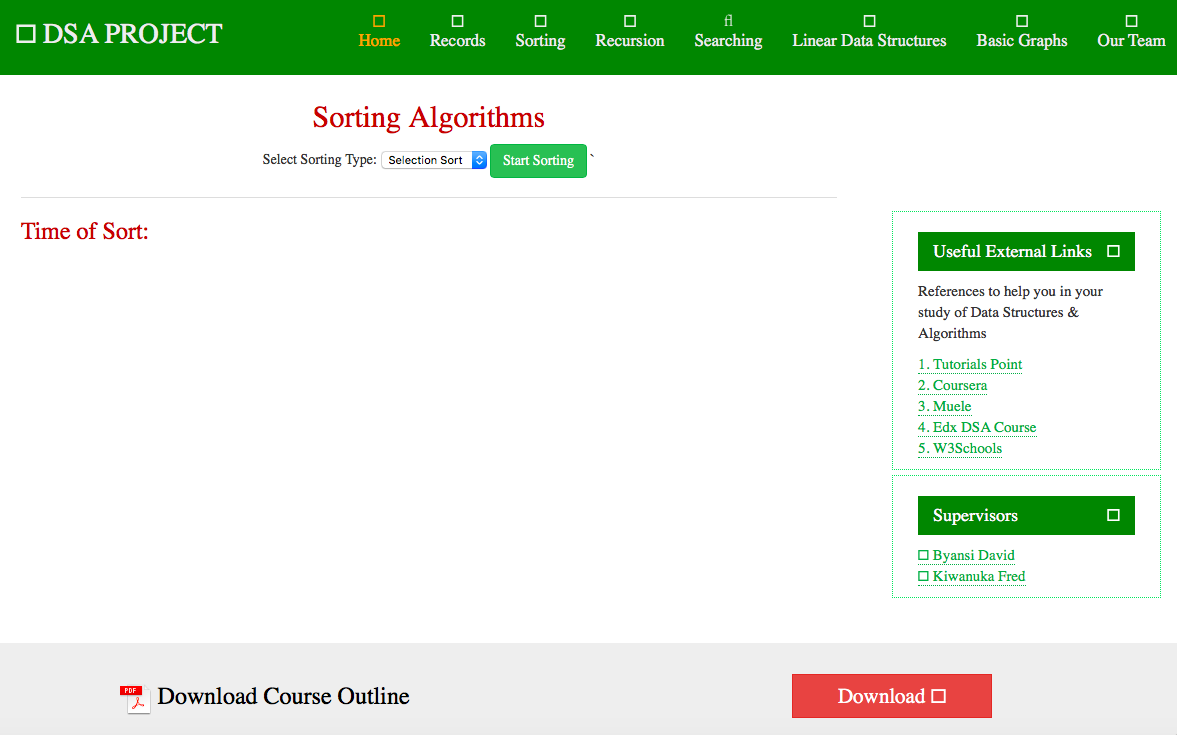 DSA PROJECT
Home Records Sorting Recursion Searching Linear Data Structures Basic Graphs Our Team
Sorting Algorithms
Select Sorting Type: Selection Sort Start Sorting `
Time of Sort:
Useful External Links
References to help you in your
study of Data Structures &
Algorithms
1. Tutorials Point
2. Coursera
3. Muele
4. Edx DSA Course
5. W3Schools
Supervisors
Byansi David
Kiwanuka Fred
PDF
Download Course Outline
Download